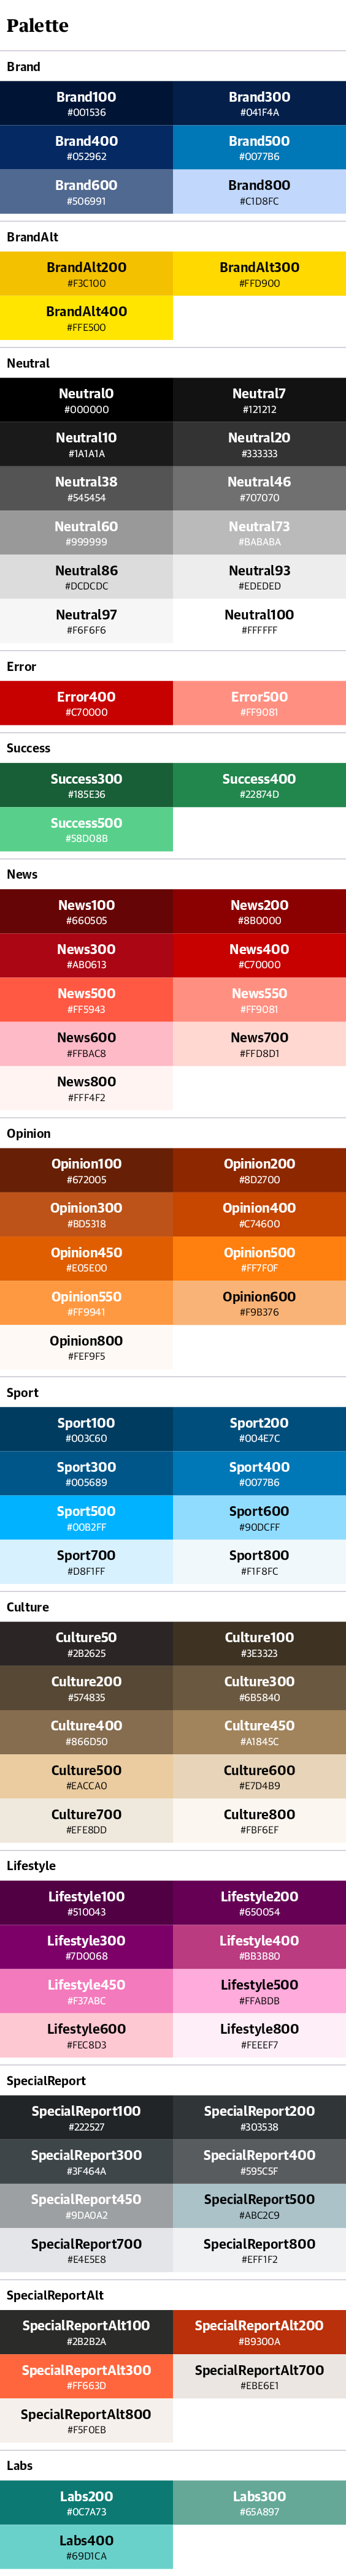 Palette
Brand
Brand100
#001536
Brand300
#041F4A
Brand400
#052962
Brand500
#0077B6
Brand600
#506991
Brand800
#C1D8FC
BrandAlt
BrandAlt200
#F3C100
BrandAlt300
#FFD900
BrandAlt400
#FFE500
Neutral
Neutral0
#000000
Neutral7
#121212
Neutral10
#1A1A1A
Neutral20
#333333
Neutral38
#545454
Neutral46
#707070
Neutral60
#999999
Neutral73
#BABABA
Neutral86
#DCDCDC
Neutral93
#EDEDED
Neutral97
#F6F6F6
Neutral100
#FFFFFF
Error
Error400
#C70000
Error500
#FF9081
Success
Success300
#185E36
Success400
#22874D
Success500
#58D08B
News
News100
#660505
News200
#8B0000
News300
#AB0613
News400
#C70000
News500
#FF5943
News550
#FF9081
News600
#FFBAC8
News700
#FFD8D1
News800
#FFF4F2
Opinion
Opinion100
#672005
Opinion200
#8D2700
Opinion300
#BD5318
Opinion400
#C74600
Opinion450
#E05E00
Opinion500
#FF7F0F
Opinion550
#FF9941
Opinion600
#F9B376
Opinion800
#FEF9F5
Sport
Sport100
#003C60
Sport200
#004E7C
Sport300
#005689
Sport400
#0077B6
Sport500
#00B2FF
Sport600
#90DCFF
Sport700
#D8F1FF
Sport800
#F1F8FC
Culture
Culture50
#2B2625
Culture100
#3E3323
Culture200
#574835
Culture300
#6B5840
Culture400
#866D50
Culture450
#A1845C
Culture500
#EACCA0
Culture600
#E7D4B9
Culture700
#EFE8DD
Culture800
#FBF6EF
Lifestyle
Lifestyle100
#510043
Lifestyle200
#650054
Lifestyle300
#7D0068
Lifestyle400
#BB3B80
Lifestyle450
#F37ABC
Lifestyle500
#FFABDB
Lifestyle600
#FEC8D3
Lifestyle800
#FEEEF7
SpecialReport
SpecialReport100
#222527
SpecialReport200
#303538
SpecialReport300
#3F464A
SpecialReport400
#595C5F
SpecialReport450
#9DA0A2
SpecialReport500
#ABC2C9
SpecialReport700
#E4E5E8
SpecialReport800
#EFF1F2
SpecialReportAlt
SpecialReportAlt100
#2B2B2A
SpecialReportAlt200
#B9300A
SpecialReportAlt300
#FF663D
SpecialReportAlt700
#EBE6E1
SpecialReportAlt800
#F5F0EB
Labs
Labs200
#0C7A73
Labs300
#65A897
Labs400
#69D1CA